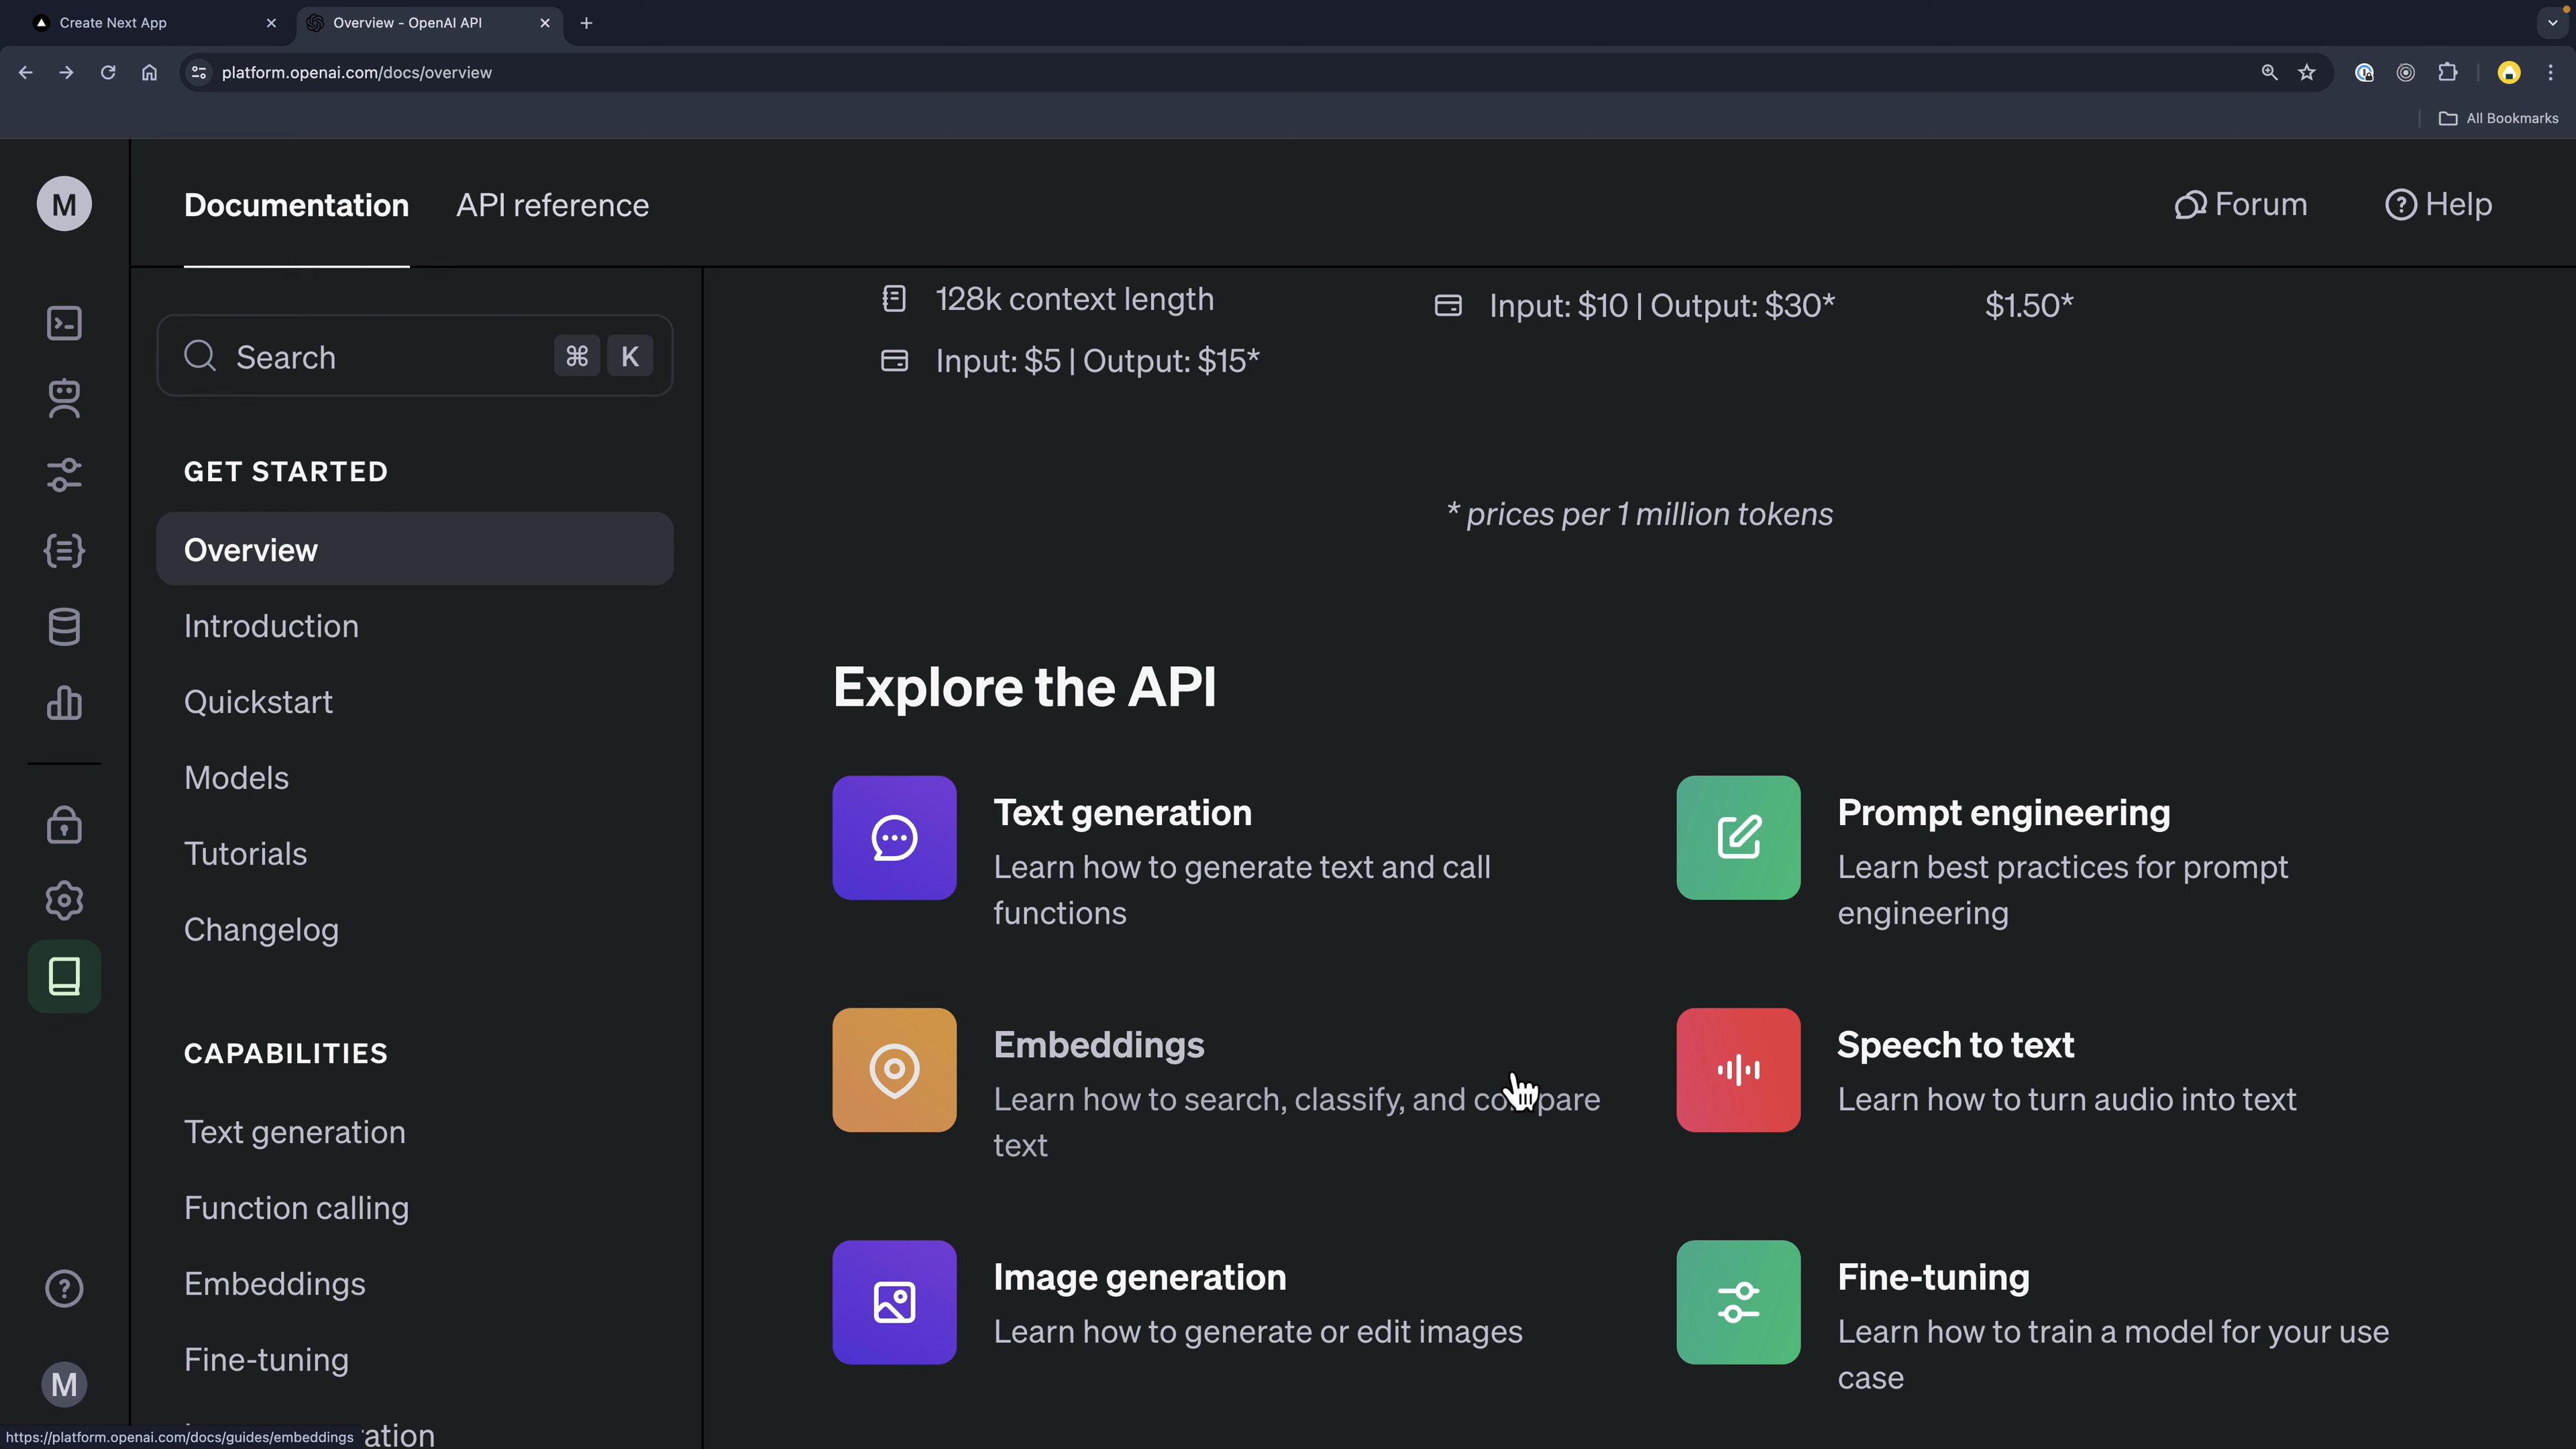 Create Next App
Overview - OpenAI API
platform.openai.com/docs/overview
All Bookmarks
M
Documentation
API reference
Forum
Help
Search
⌘ K
GET STARTED
Overview
Introduction
Quickstart
Models
Tutorials
Changelog
CAPABILITIES
Text generation
Function calling
Embeddings
Fine-tuning
ation
M
https://platform.openai.com/docs/guides/embeddings
128k context length
Input: $5 | Output: $15*
Input: $10 | Output: $30*
$1.50*
* prices per 1 million tokens
Explore the API
Text generation
Learn how to generate text and call
functions
Prompt engineering
Learn best practices for prompt
engineering
Embeddings
Learn how to search, classify, and compare
text
Speech to text
Learn how to turn audio into text
Image generation
Learn how to generate or edit images
Fine-tuning
Learn how to train a model for your use
case